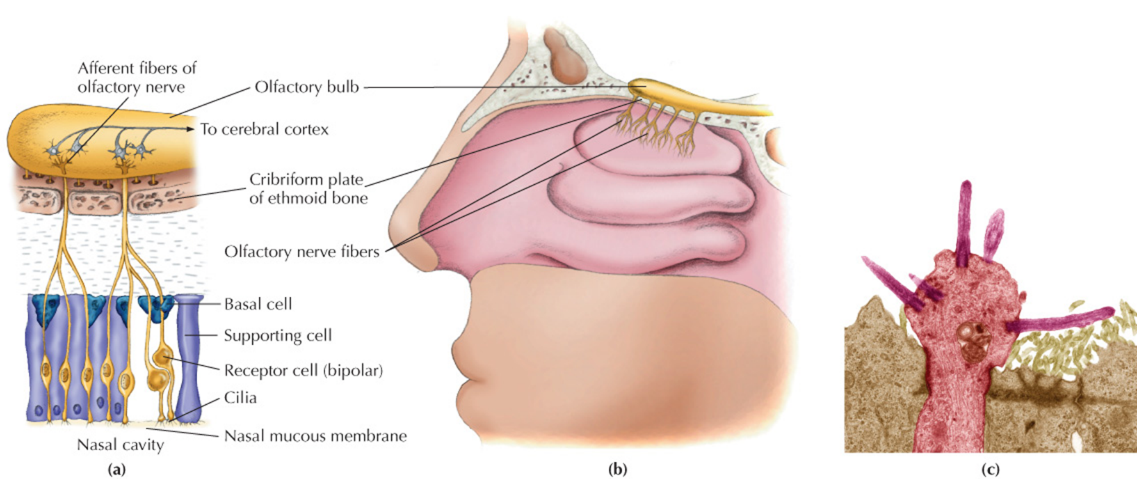 Afferent fibers of
olfactory nerve
Olfactory bulb
To cerebral cortex
Cribriform plate
of ethmoid bone
Olfactory nerve fibers
Basal cell
Supporting cell
Receptor cell (bipolar)
Cilia
Nasal mucous membrane
Nasal cavity
(a)
(b)
(c)